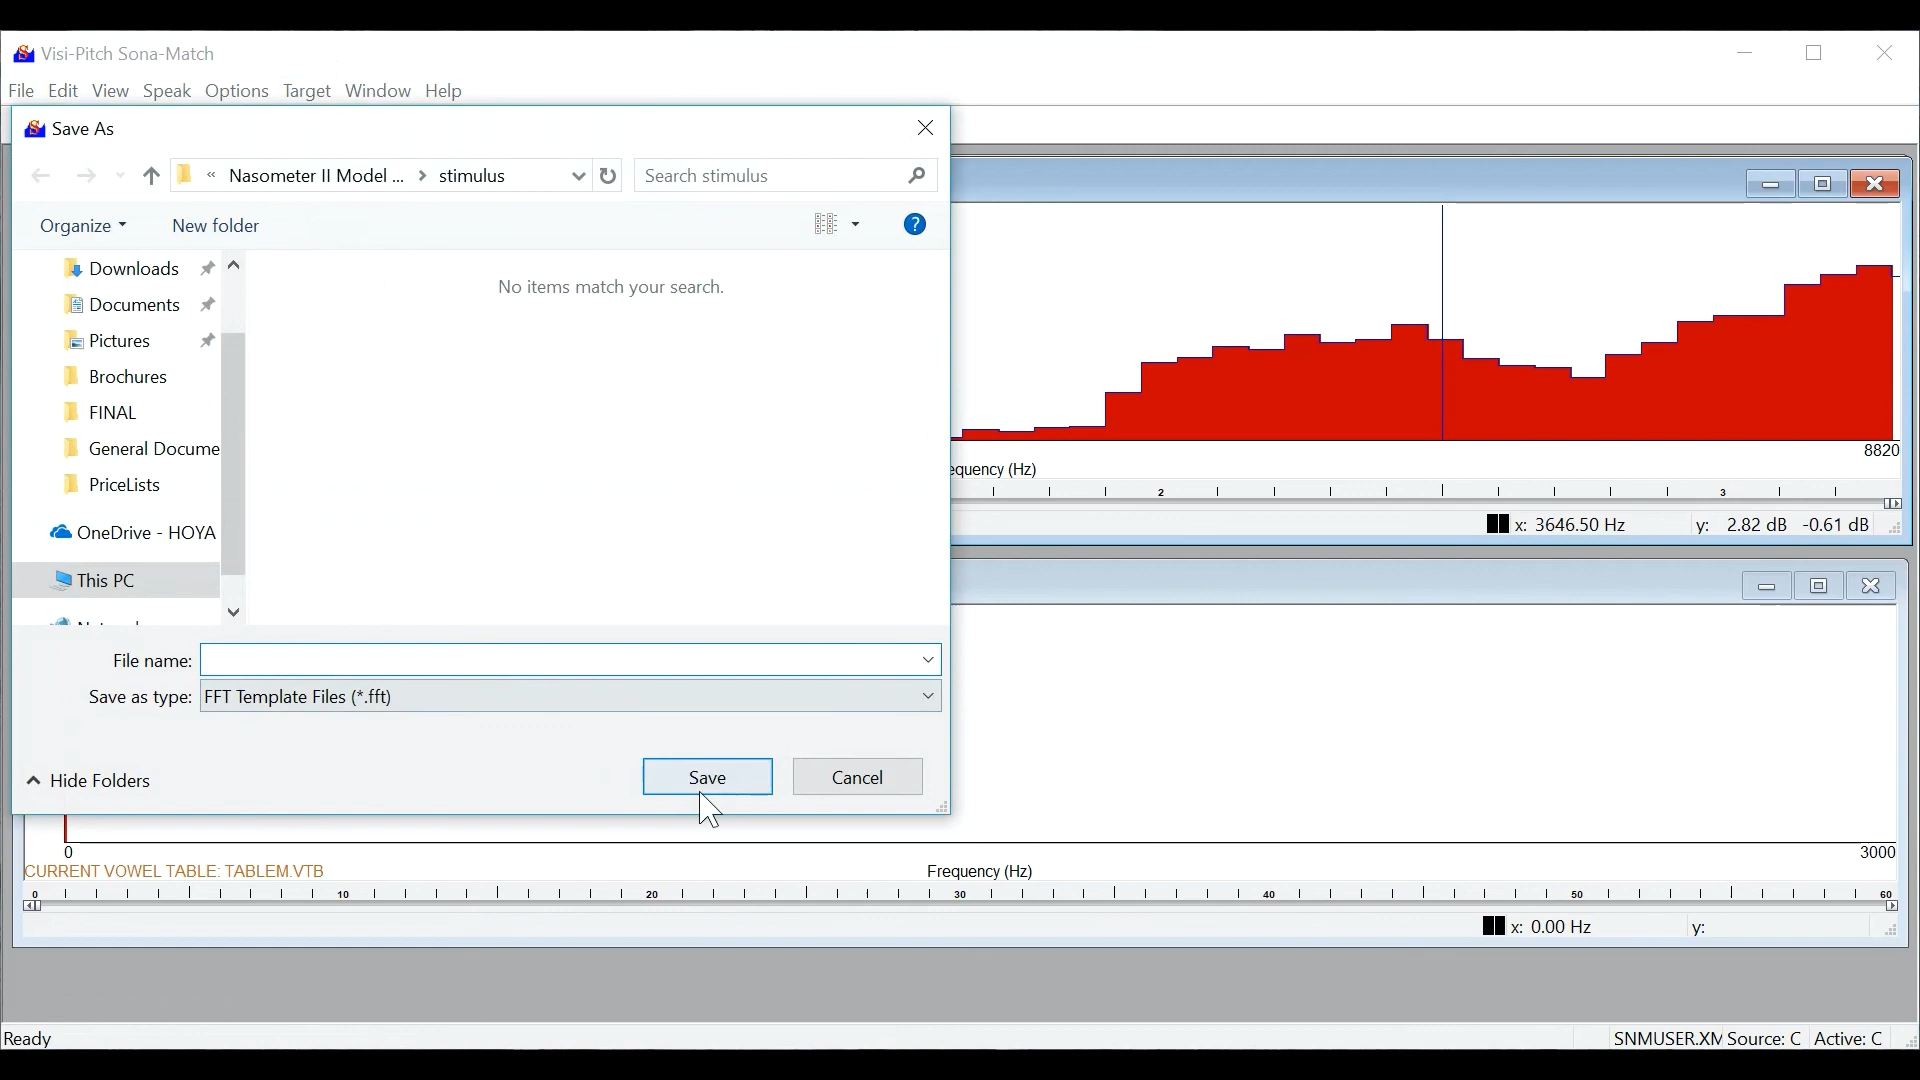 Visi-Pitch Sona-Match
File Edit View Speak Options Target Window Help
Save As
« Nasometer II Model ... › stimulus
Search stimulus
Organize
New folder
?
Downloads
Documents
Pictures
Brochures
FINAL
General Docume
PriceLists
OneDrive - HOYA
This PC
No items match your search.
File name:
Save as type: FFT Template Files (*.fft)
Hide Folders
Save
Cancel
8820
equency (Hz)
2 3
x: 3646.50 Hz y: 2.82 dB -0.61 dB
0 3000
CURRENT VOWEL TABLE: TABLEM.VTB
Frequency (Hz)
0 10 20 30 40 50 60
x: 0.00 Hz y:
Ready
SNMUSER.XM Source: C Active: C